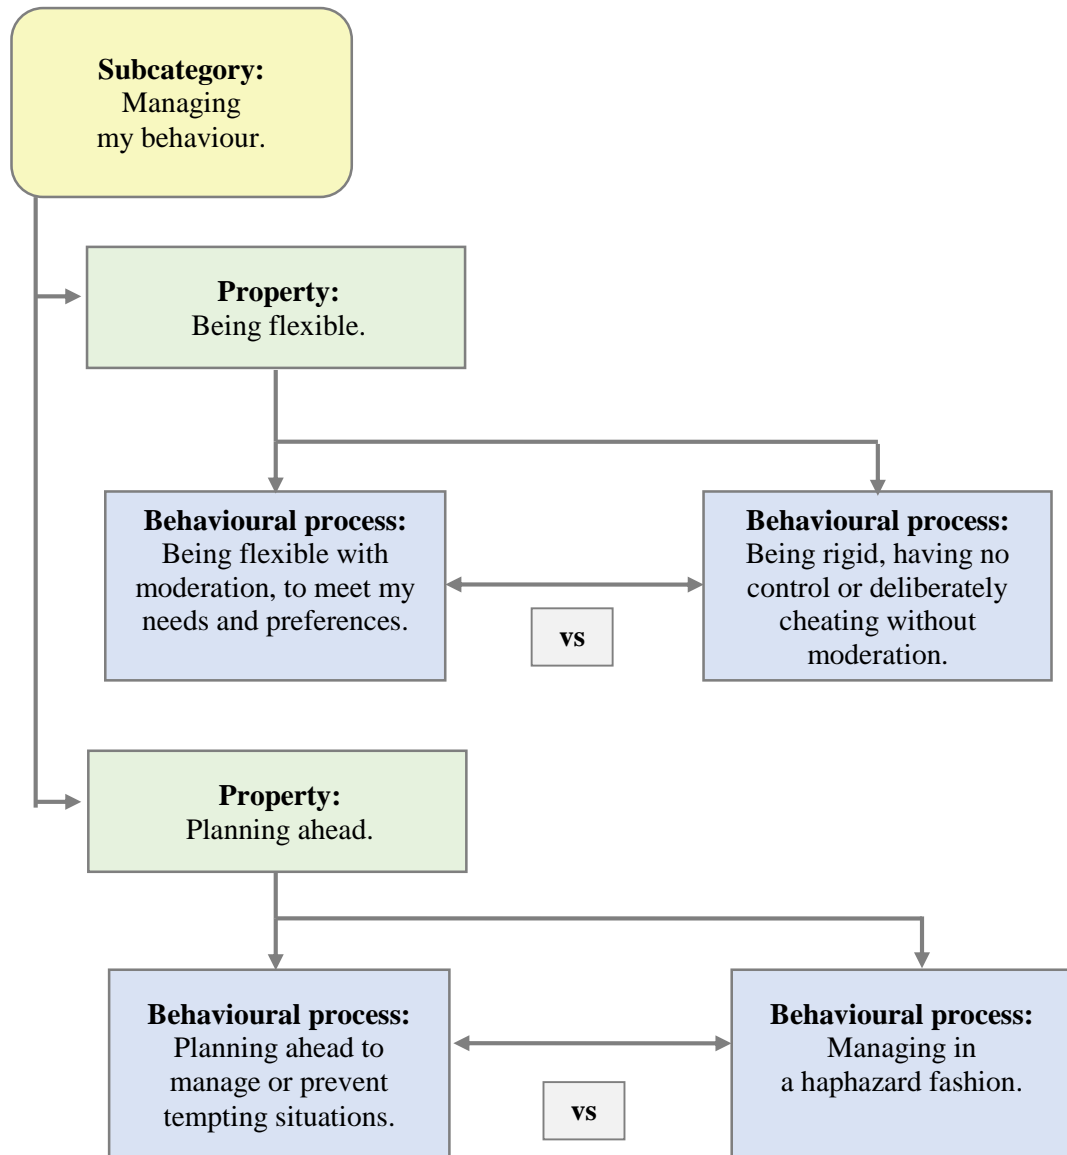 Subcategory:
Managing
my behaviour.
Property:
Being flexible.
Behavioural process:
Being flexible with
moderation, to meet my
needs and preferences.
vs
Behavioural process:
Being rigid, having no
control or deliberately
cheating without
moderation.
Property:
Planning ahead.
Behavioural process:
Planning ahead to
manage or prevent
tempting situations.
vs
Behavioural process:
Managing in
a haphazard fashion.